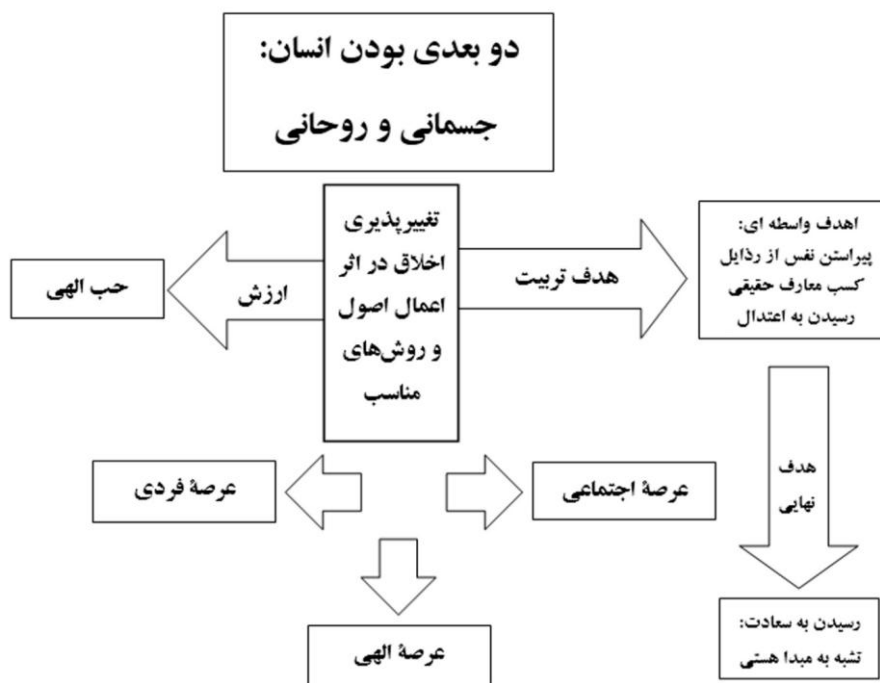 دو بعدی بودن انسان:
جسمانی و روحانی
تغییرپذیری
اخلاق در اثر
اعمال اصول
و روش‌های
مناسب
هدف تربیت
اهدف واسطه ای:
پیراستن نفس از رذایل
کسب معارف حقیقی
رسیدن به اعتدال
ارزش
حب الهی
هدف
نهایی
عرصهٔ اجتماعی
عرصهٔ فردی
عرصهٔ الهی
رسیدن به سعادت:
تشبه به مبدا هستی